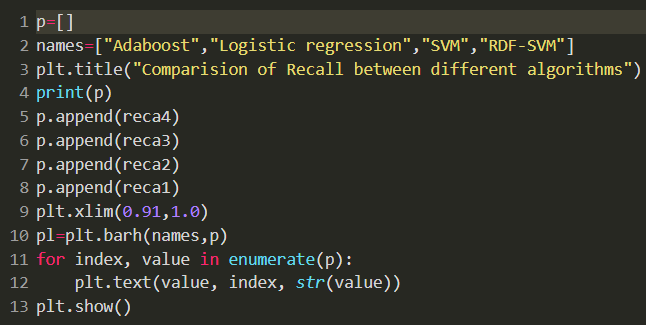 1 p=[]
2 names=["Adaboost","Logistic regression","SVM","RDF-SVM"]
3 plt.title("Comparision of Recall between different algorithms")
4 print(p)
5 p.append(reca4)
6 p.append(reca3)
7 p.append(reca2)
8 p.append(reca1)
9 plt.xlim(0.91,1.0)
10 pl=plt.barh(names,p)
11 for index, value in enumerate(p):
12     plt.text(value, index, str(value))
13 plt.show()